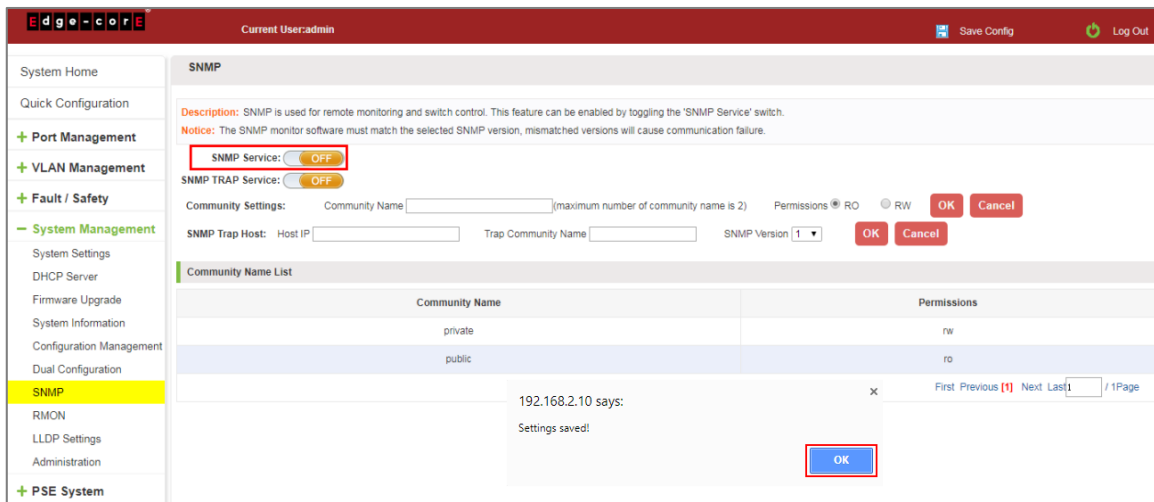 Edge-corE
Current User:admin
Save Config
Log Out
System Home
Quick Configuration
+ Port Management
+ VLAN Management
+ Fault / Safety
− System Management
System Settings
DHCP Server
Firmware Upgrade
System Information
Configuration Management
Dual Configuration
SNMP
RMON
LLDP Settings
Administration
+ PSE System
SNMP
Description: SNMP is used for remote monitoring and switch control. This feature can be enabled by toggling the 'SNMP Service' switch.
Notice: The SNMP monitor software must match the selected SNMP version, mismatched versions will cause communication failure.
SNMP Service: OFF
SNMP TRAP Service: OFF
Community Settings: Community Name (maximum number of community name is 2) Permissions RO RW OK Cancel
SNMP Trap Host: Host IP Trap Community Name SNMP Version 1 OK Cancel
Community Name List
Community Name Permissions
private rw
public ro
First Previous [1] Next Last 1 / 1Page
192.168.2.10 says:
×
Settings saved!
OK